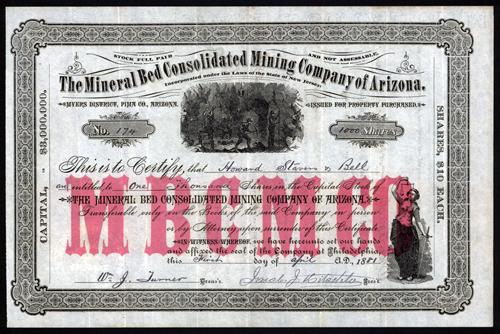 STOCK FULL PAID AND NOT ASSESSABLE.
The Mineral Bed Consolidated Mining Company of Arizona.
Incorporated under the Laws of the State of New Jersey.
MYERS DISTRICT, PIMA CO., ARIZONA.
ISSUED FOR PROPERTY PURCHASED.
No. 174
1000 Shares
CAPITAL, $3,000,000.
SHARES, $10 EACH.
This is to Certify, that Howard & Bell
entitled to One Thousand Shares in the Capital Stock
THE MINERAL BED CONSOLIDATED MINING COMPANY OF ARIZONA.
Transferable only on the Books of the said Company, in person
by Attorney upon surrender of this Certificate
IN WITNESS WHEREOF, we have hereunto set our hands
and affixed the seal of the Company at Philadelphia,
this First day of April A.D., 1881
Wm J. Turner